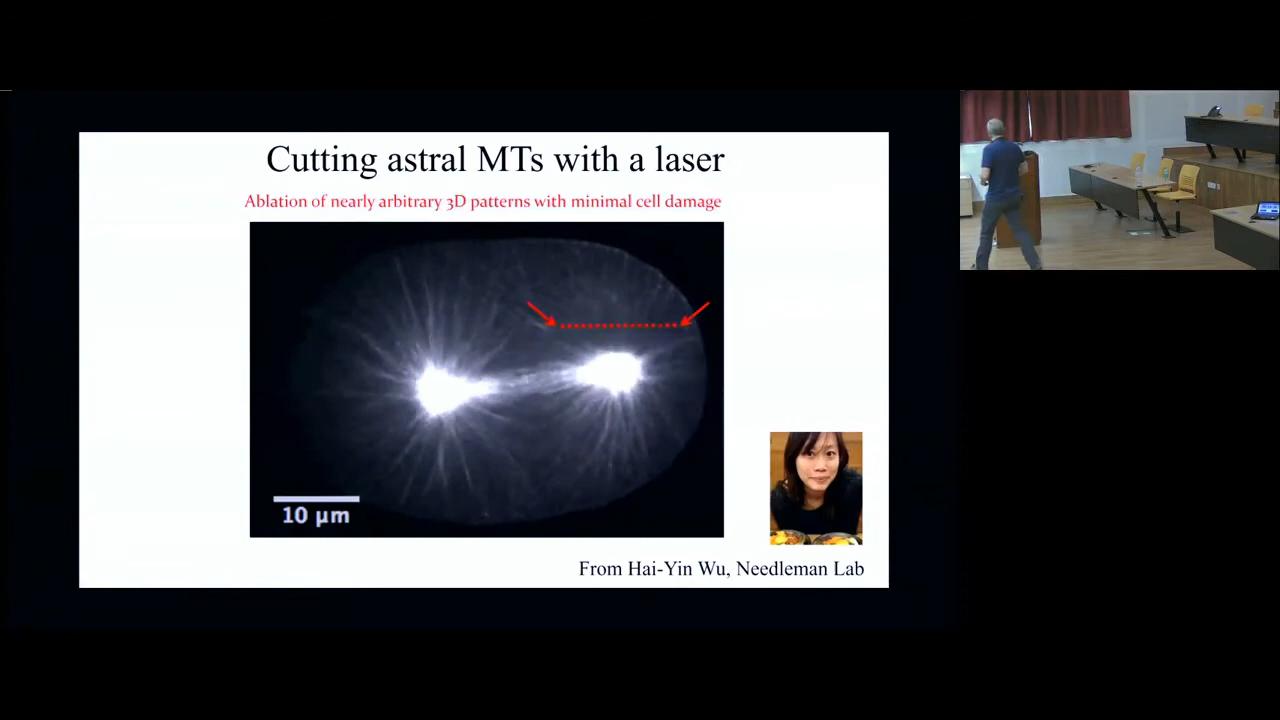 Cutting astral MTs with a laser
Ablation of nearly arbitrary 3D patterns with minimal cell damage
10 µm
From Hai-Yin Wu, Needleman Lab